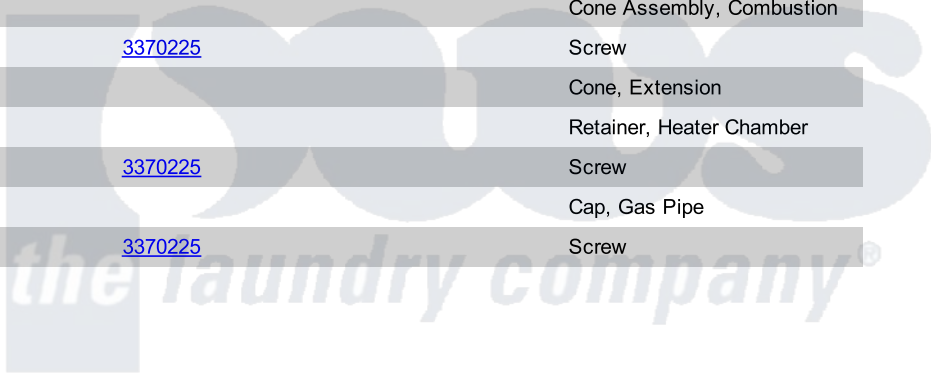 Cone Assembly, Combustion
3370225 Screw
Cone, Extension
Retainer, Heater Chamber
3370225 Screw
Cap, Gas Pipe
3370225 Screw
the laundry company®